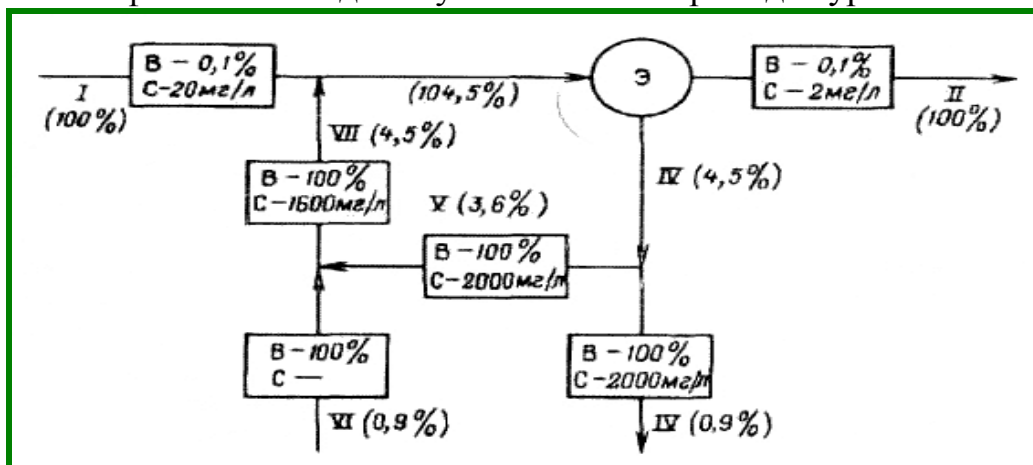 В – 0,1%
С–20мг/л
I
(100%)
(104,5%)
Э
В – 0,1%
С – 2мг/л
II
(100%)
VII (4,5%)
IV (4,5%)
В –100%
С–1600мг/л
V (3,6%)
В –100%
С–2000мг/л
В –100%
С —
В –100%
С–2000мг/л
VI (0,9%)
IV (0,9%)